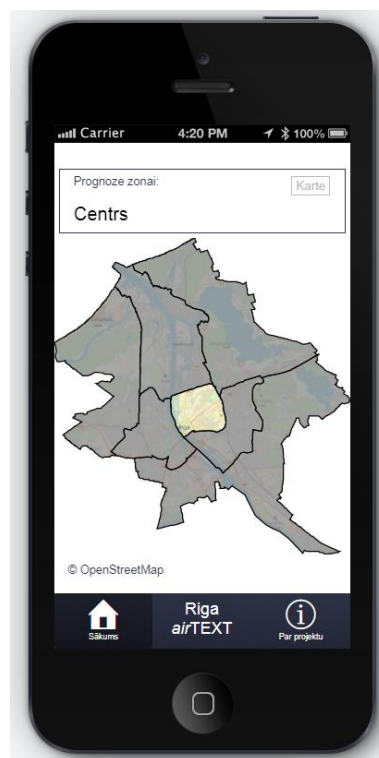 Carrier 4:20 PM 100%
Prognoze zonai:
Karte
Centrs
© OpenStreetMap
Sākums
Riga
airTEXT
Par projektu